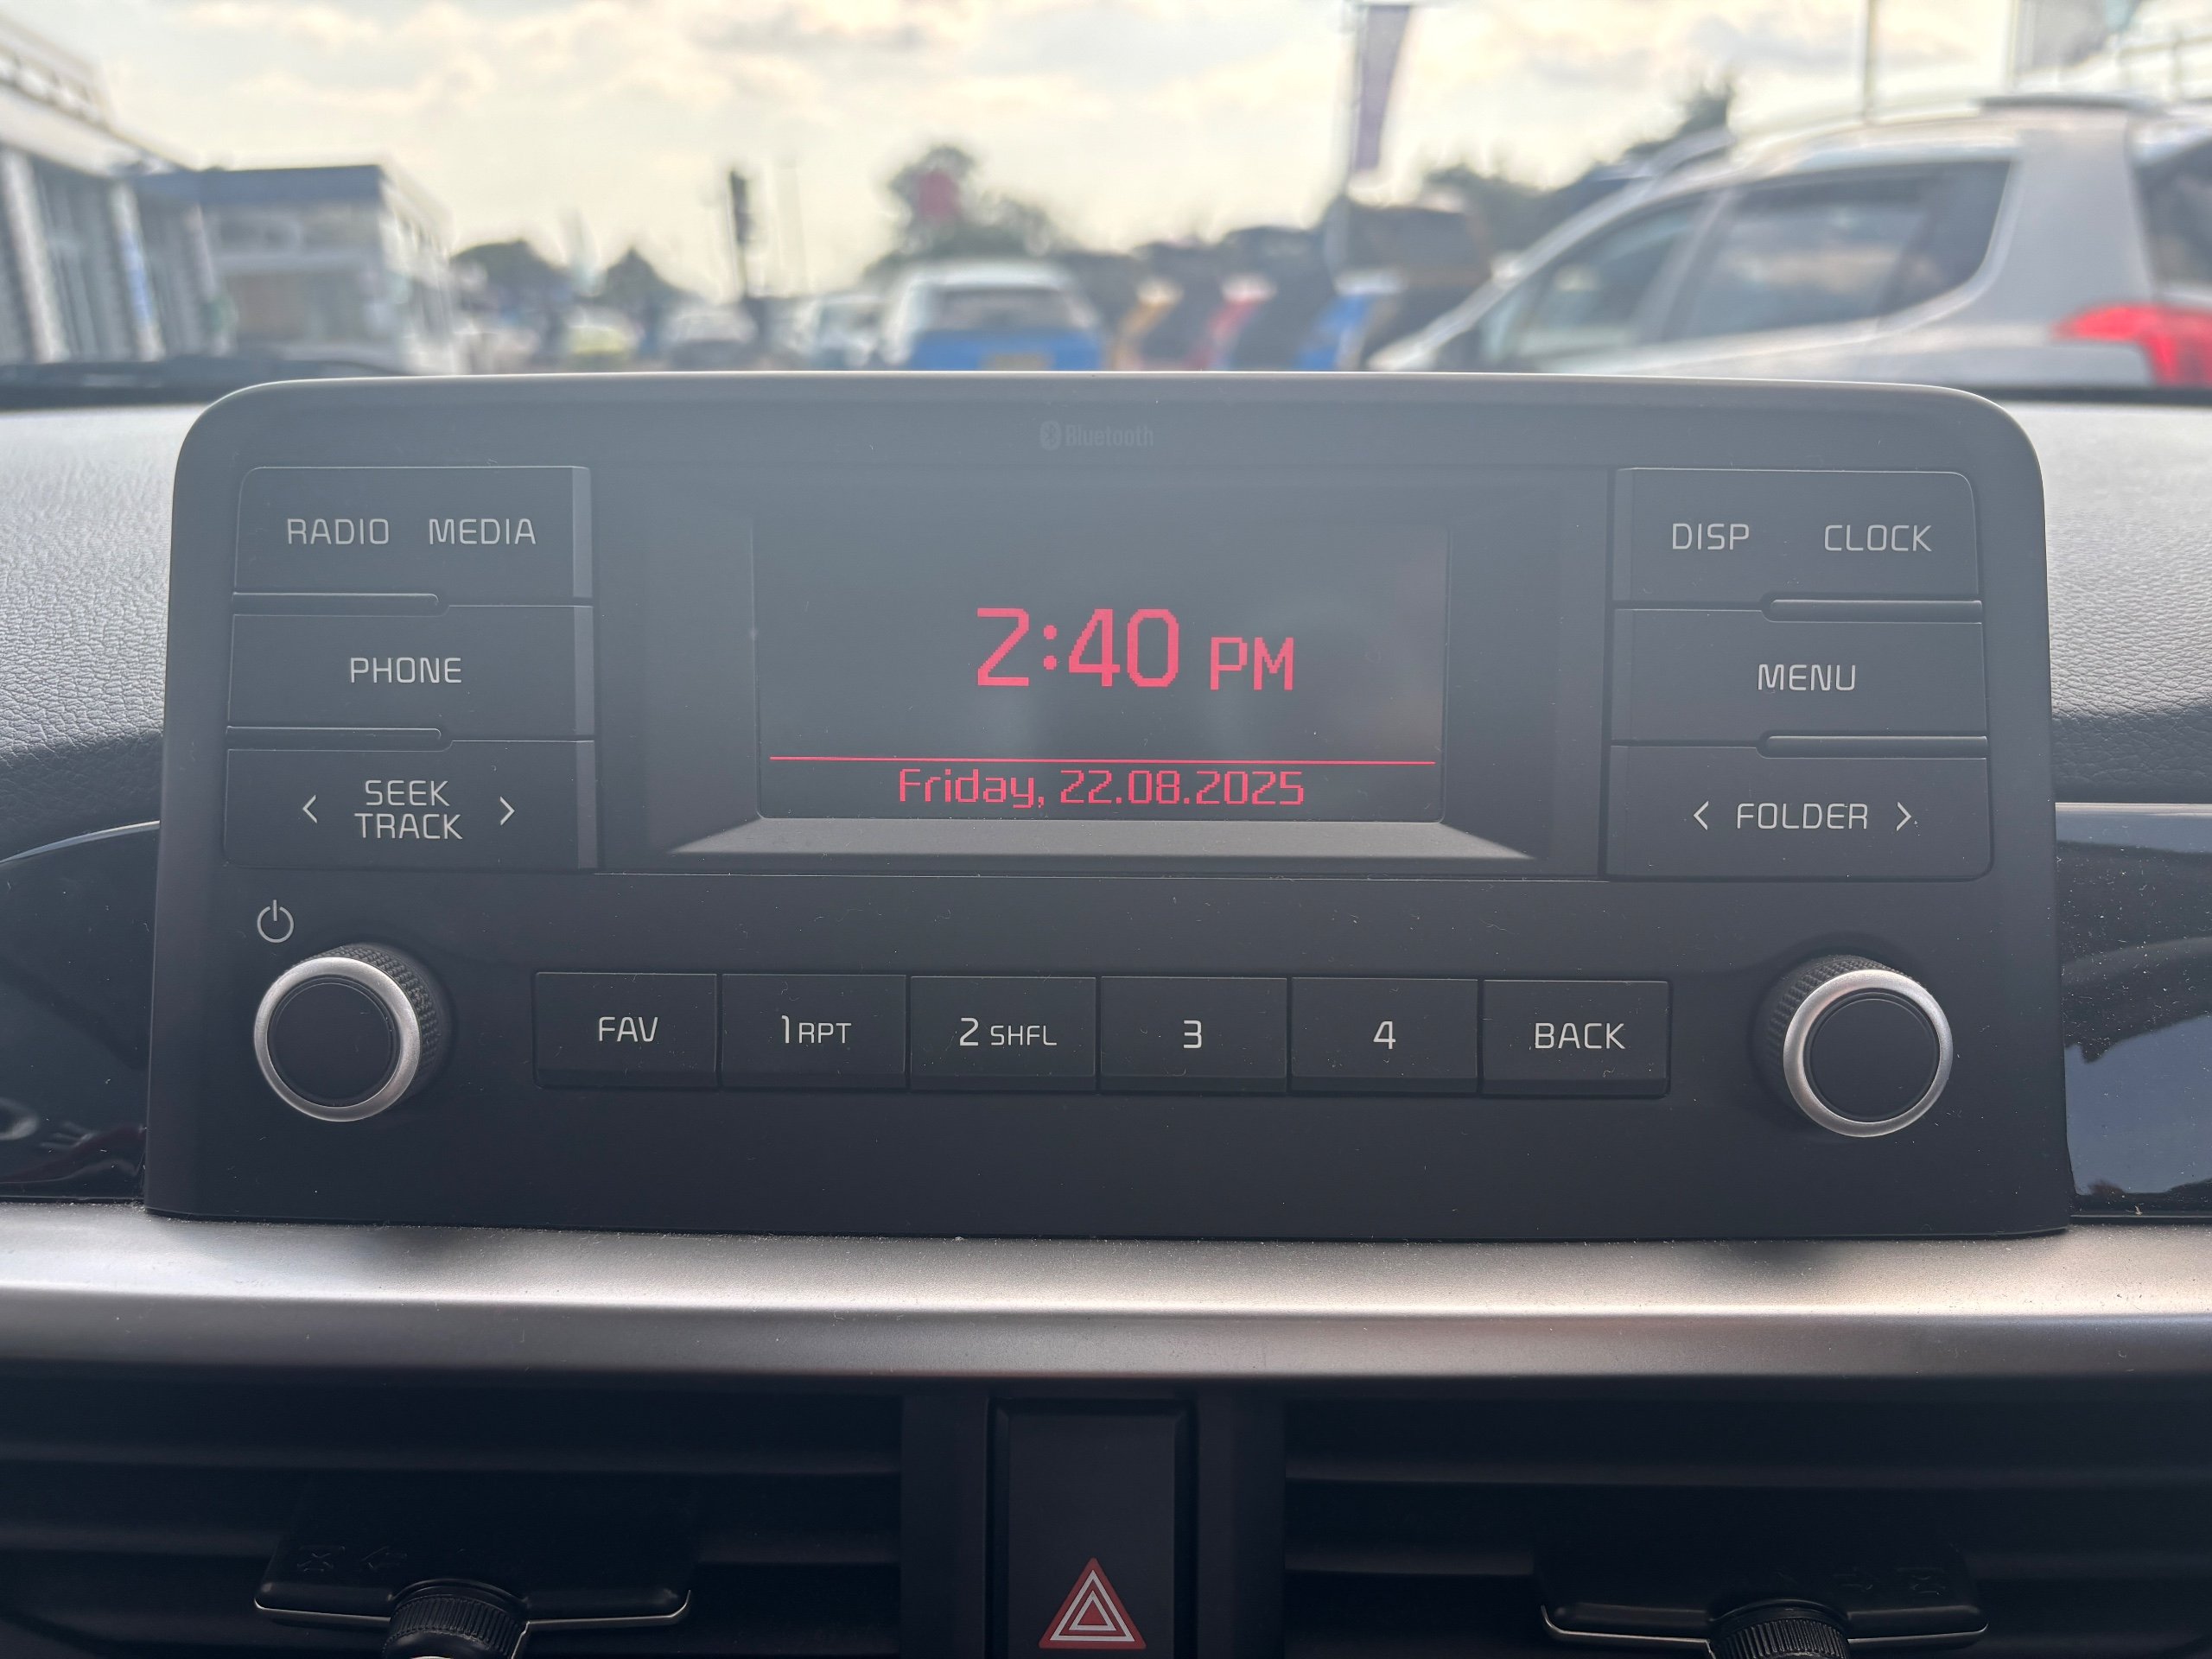 Bluetooth
RADIO MEDIA
DISP CLOCK
2:40 PM
PHONE
MENU
Friday, 22.08.2025
< SEEK TRACK >
< FOLDER >
FAV
1 RPT
2 SHFL
3
4
BACK